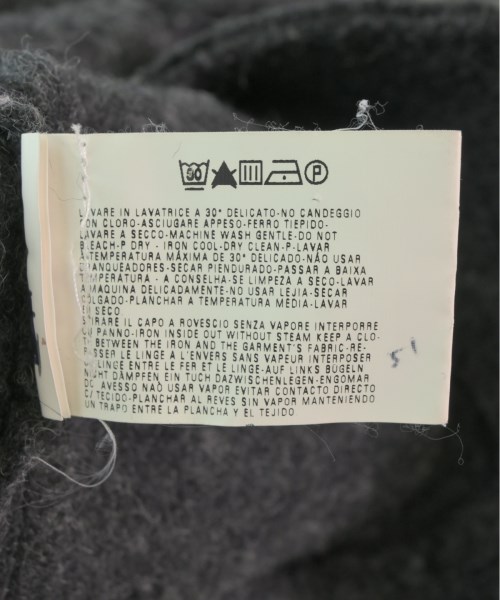 30 P
LAVARE IN LAVATRICE A 30° DELICATO-NO CANDEGGIO
CON CLORO-ASCIUGARE APPESO-FERRO TIEPIDO-
LAVARE A SECCO-MACHINE WASH GENTLE-DO NOT
BLEACH-P DRY - IRON COOL-DRY CLEAN-P-LAVAR
A-TEMPERATURA MÁXIMA DE 30° DELICADO-NÃO USAR
BRANQUEADORES-SECAR PIENDURADO-PASSAR A BAIXA
TEMPERATURA - A CONSELHA-SE LIMPEZA A SECO-LAVAR
A MAQUINA DELICADAMENTE-NO USAR LEJIA-SECAR
COLGADO-PLANCHAR A TEMPERATURA MEDIA-LAVAR
EN SECO
STIRARE IL CAPO A ROVESCIO SENZA VAPORE INTERPORRE
UN PANNO-IRON INSIDE OUT WITHOUT STEAM KEEP A CLO-
TH BETWEEN THE IRON AND THE GARMENT'S FABRIC-RE-
PASSER LE LINGE A L'ENVERS SANS VAPEUR INTERPOSER
UN LINGE ENTRE LE FER ET LE LINGE-AUF LINKS BÜGELN
NICHT DÄMPFEN EIN TUCH DAZWISCHENLEGEN-ENGOMAR
DO AVESSO NAÕ USAR VAPOR EVITAR CONTACTO DIRECTO
C/ TECIDO-PLANCHAR AL REVES SIN VAPOR MANTENIENDO
UN TRAPO ENTRE LA PLANCHA Y EL TEJIDO